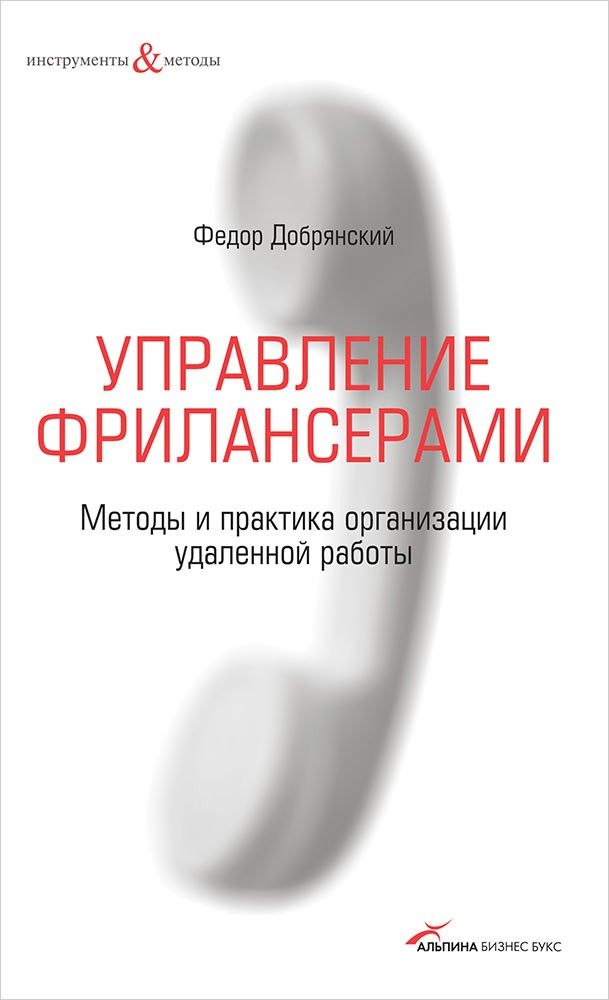 инструменты & методы
Федор Добрянский
УПРАВЛЕНИЕ
ФРИЛАНСЕРАМИ
Методы и практика организации
удаленной работы
АЛЬПИНА БИЗНЕС БУКС